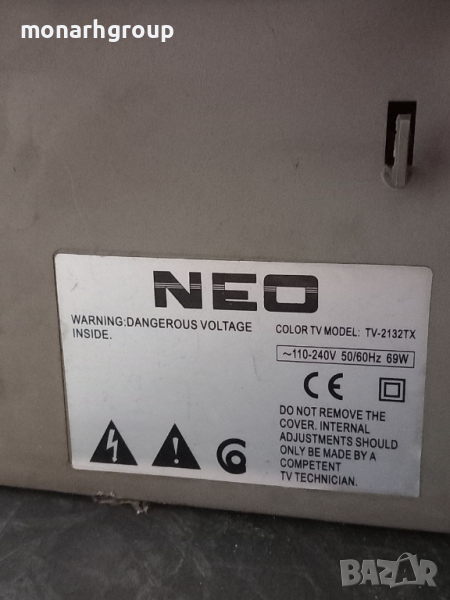 monarhgroup
NEO
WARNING:DANGEROUS VOLTAGE
INSIDE.
COLOR TV MODEL: TV-2132TX
~110-240V 50/60Hz 69W
CE
DO NOT REMOVE THE
COVER. INTERNAL
ADJUSTMENTS SHOULD
ONLY BE MADE BY A
COMPETENT
TV TECHNICIAN.
BAZAR